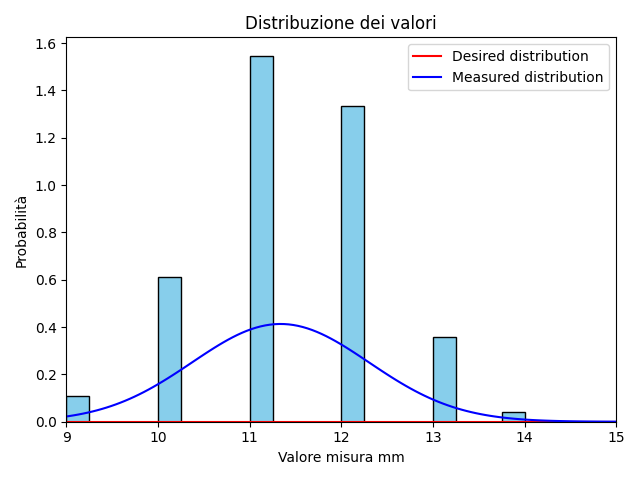 Distribuzione dei valori
Desired distribution
Measured distribution
Probabilità
1.6
1.4
1.2
1.0
0.8
0.6
0.4
0.2
0.0
9 10 11 12 13 14 15
Valore misura mm